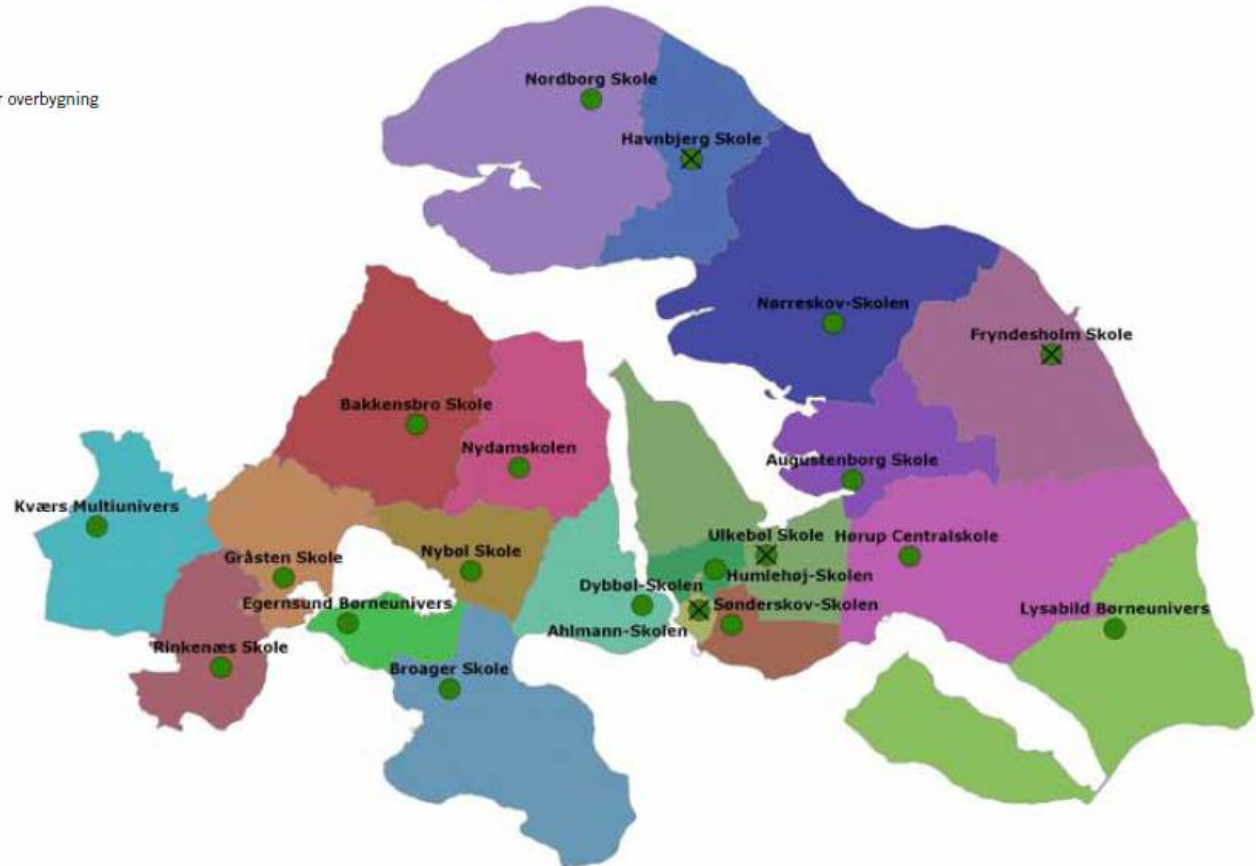 r overbygning
Nordborg Skole
Havnbjerg Skole
Nørreskov-Skolen
Fryndesholm Skole
Bakkensbro Skole
Nydamskolen
Augustenborg Skole
Kværs Multiunivers
Ulkebøl Skole
Hørup Centralskole
Gråsten Skole
Nybøl Skole
Humlehøj-Skolen
Dybbøl-Skolen
Egernsund Børneunivers
Sønderskov-Skolen
Lysabild Børneunivers
Ahlmann-Skolen
Rinkenæs Skole
Broager Skole